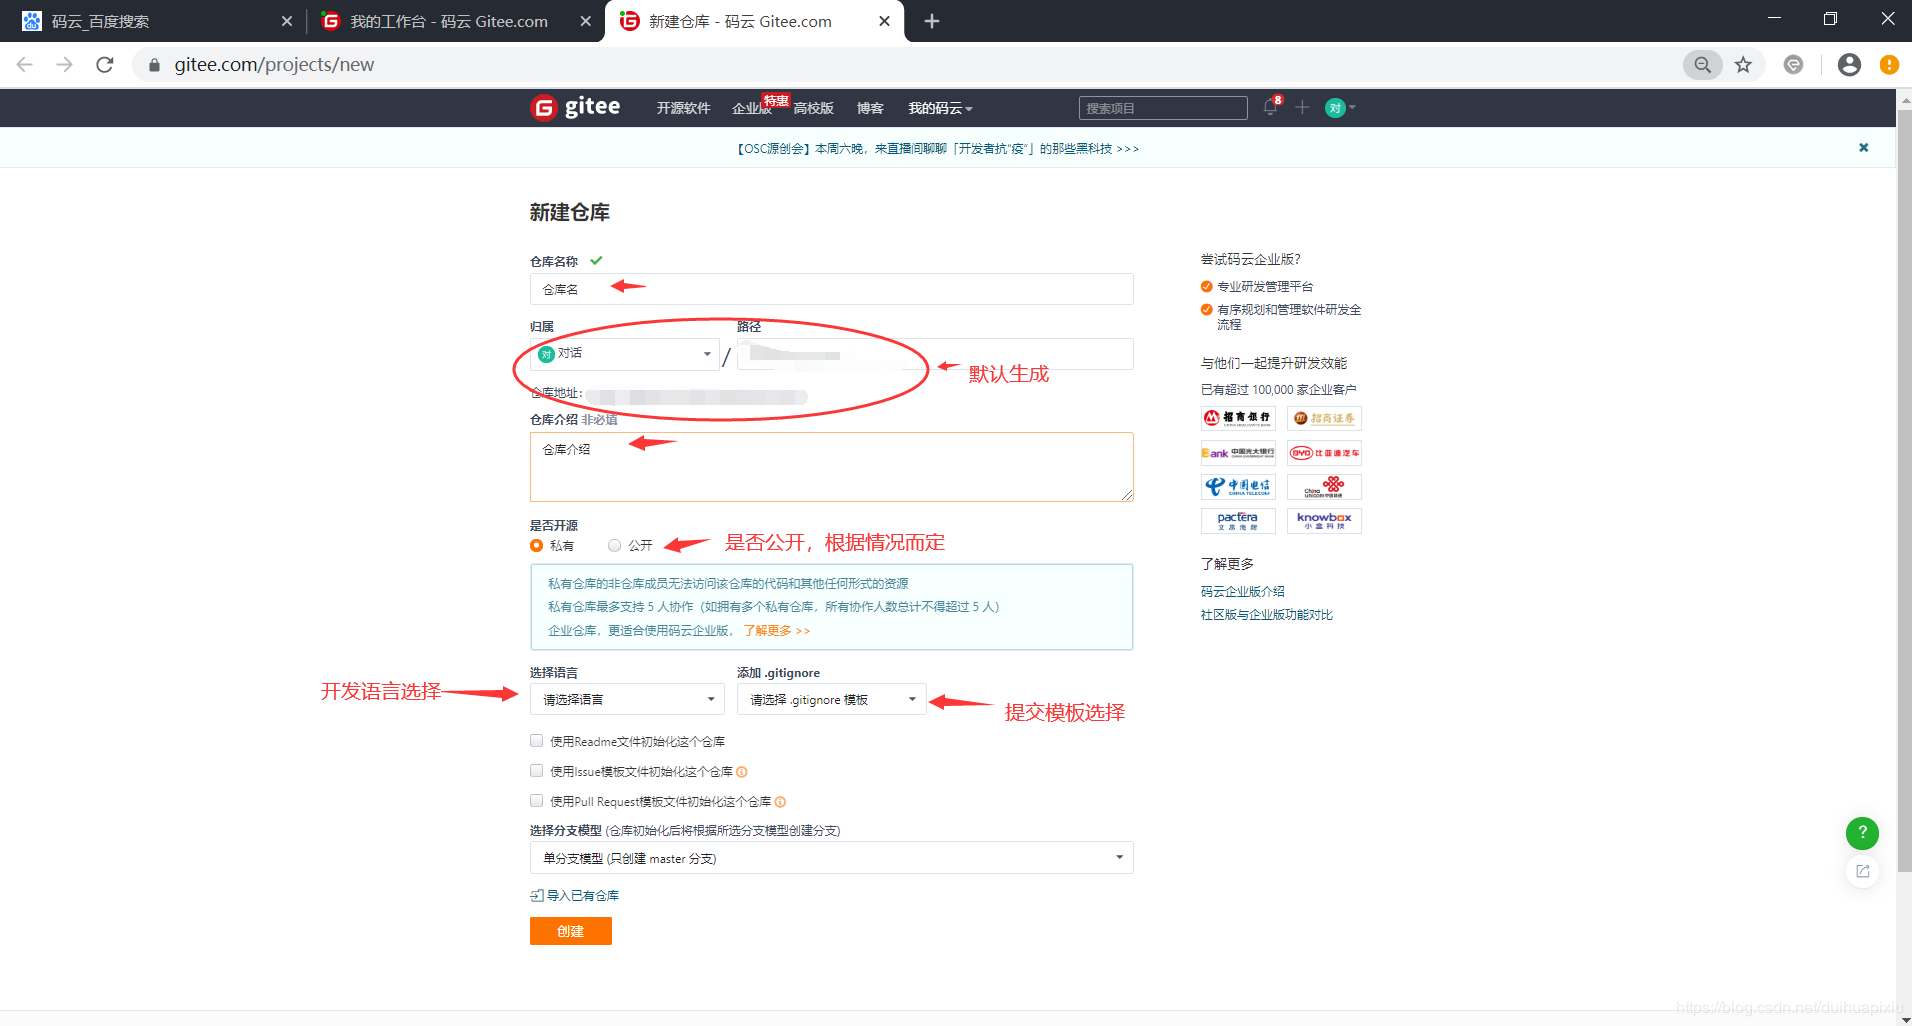 码云_百度搜索
我的工作台 - 码云 Gitee.com
新建仓库 - 码云 Gitee.com
gitee.com/projects/new
gitee
开源软件
企业版
特惠
高校版
博客
我的码云
搜索项目
8
对
【OSC源创会】本周六晚，来直播间聊聊「开发者抗“疫”」的那些黑科技 >>>
新建仓库
仓库名称
仓库名
归属
路径
对 对话
/
默认生成
仓库地址：
仓库介绍 非必填
仓库介绍
是否开源
私有
公开
是否公开，根据情况而定
私有仓库的非仓库成员无法访问该仓库的代码和其他任何形式的资源
私有仓库最多支持 5 人协作（如拥有多个私有仓库，所有协作人数总计不得超过 5 人）
企业仓库，更适合使用码云企业版， 了解更多 >>
选择语言
添加 .gitignore
开发语言选择
请选择语言
请选择 .gitignore 模板
提交模板选择
使用Readme文件初始化这个仓库
使用Issue模板文件初始化这个仓库
使用Pull Request模板文件初始化这个仓库
选择分支模型 (仓库初始化后将根据所选分支模型创建分支)
单分支模型 (只创建 master 分支)
导入已有仓库
创建
尝试码云企业版？
专业研发管理平台
有序规划和管理软件研发全
流程
与他们一起提升研发效能
已有超过 100,000 家企业客户
招商银行
CHINA MERCHANTS BANK
招商证券
Bank 中国光大银行
BYD 比亚迪汽车
中国电信
CHINA TELECOM
China
unicom中国联通
pactera
文思海辉
knowbox
小盒科技
了解更多
码云企业版介绍
社区版与企业版功能对比
?
https://blog.csdn.net/duihuapixiu